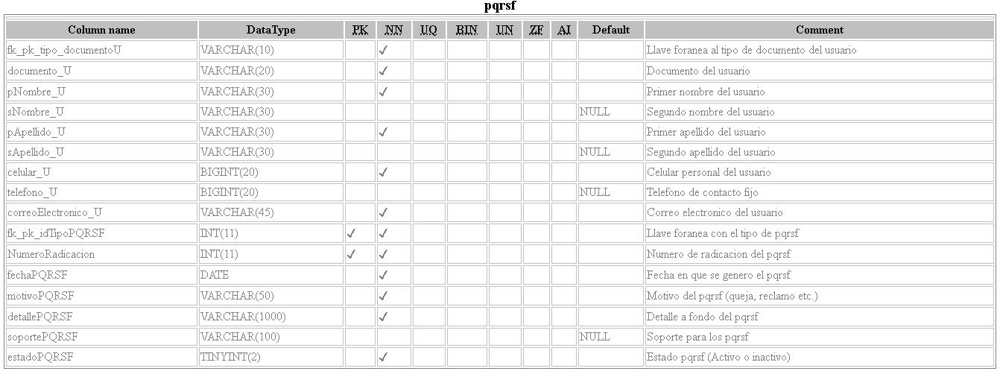 pqrsf
Column name DataType PK NN UQ BIN UN ZF AI Default Comment
fk_pk_tipo_documentoU VARCHAR(10) ✓ Llave foranea al tipo de documento del usuario
documento_U VARCHAR(20) ✓ Documento del usuario
pNombre_U VARCHAR(30) ✓ Primer nombre del usuario
sNombre_U VARCHAR(30) NULL Segundo nombre del usuario
pApellido_U VARCHAR(30) ✓ Primer apellido del usuario
sApellido_U VARCHAR(30) NULL Segundo apellido del usuario
celular_U BIGINT(20) ✓ Celular personal del usuario
telefono_U BIGINT(20) NULL Telefono de contacto fijo
correoElectronico_U VARCHAR(45) ✓ Correo electronico del usuario
fk_pk_idTipoPQRSF INT(11) ✓ ✓ Llave foranea con el tipo de pqrsf
NumeroRadicacion INT(11) ✓ ✓ Numero de radicacion del pqrsf
fechaPQRSF DATE ✓ Fecha en que se genero el pqrsf
motivoPQRSF VARCHAR(50) ✓ Motivo del pqrsf (queja, reclamo etc.)
detallePQRSF VARCHAR(1000) ✓ Detalle a fondo del pqrsf
soportePQRSF VARCHAR(100) NULL Soporte para los pqrsf
estadoPQRSF TINYINT(2) ✓ Estado pqrsf (Activo o inactivo)